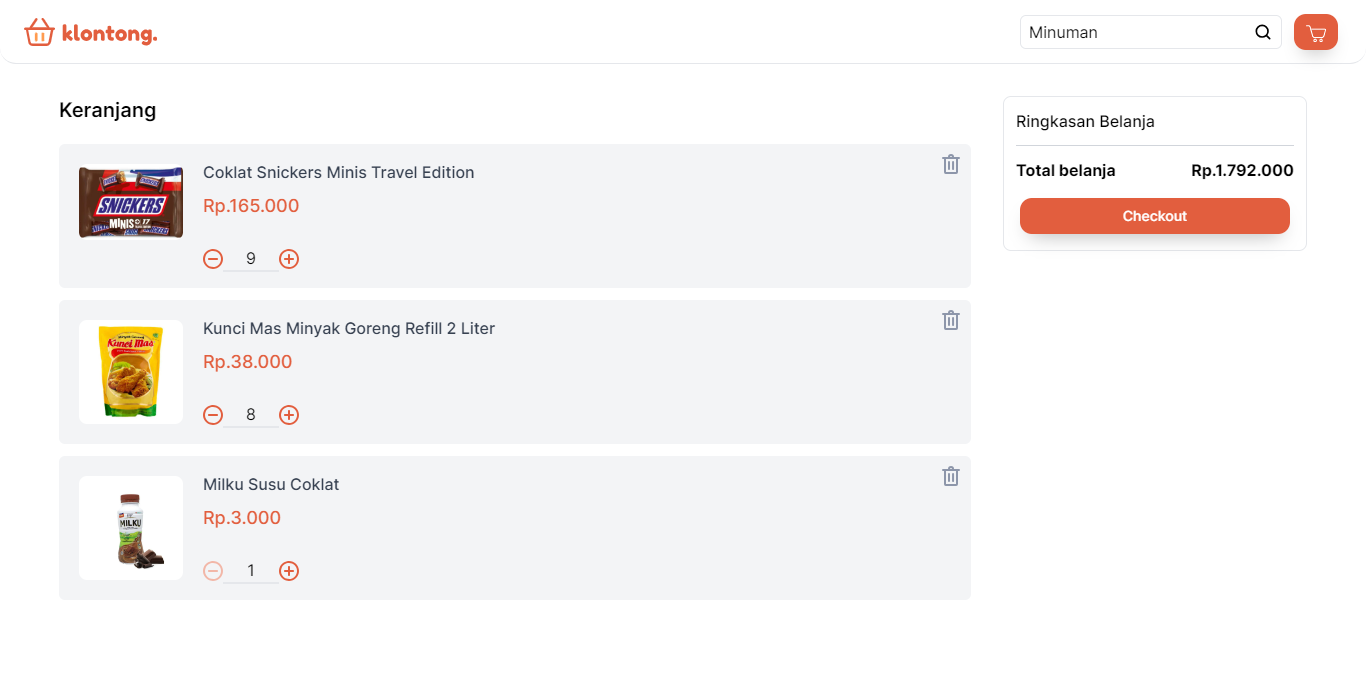 klontong.
Minuman
Keranjang
Coklat Snickers Minis Travel Edition
Rp.165.000
SNICKERS
MINIS
17
9
Kunci Mas Minyak Goreng Refill 2 Liter
Rp.38.000
Kunci Mas
8
Milku Susu Coklat
Rp.3.000
MILKU
1
Ringkasan Belanja
Total belanja Rp.1.792.000
Checkout